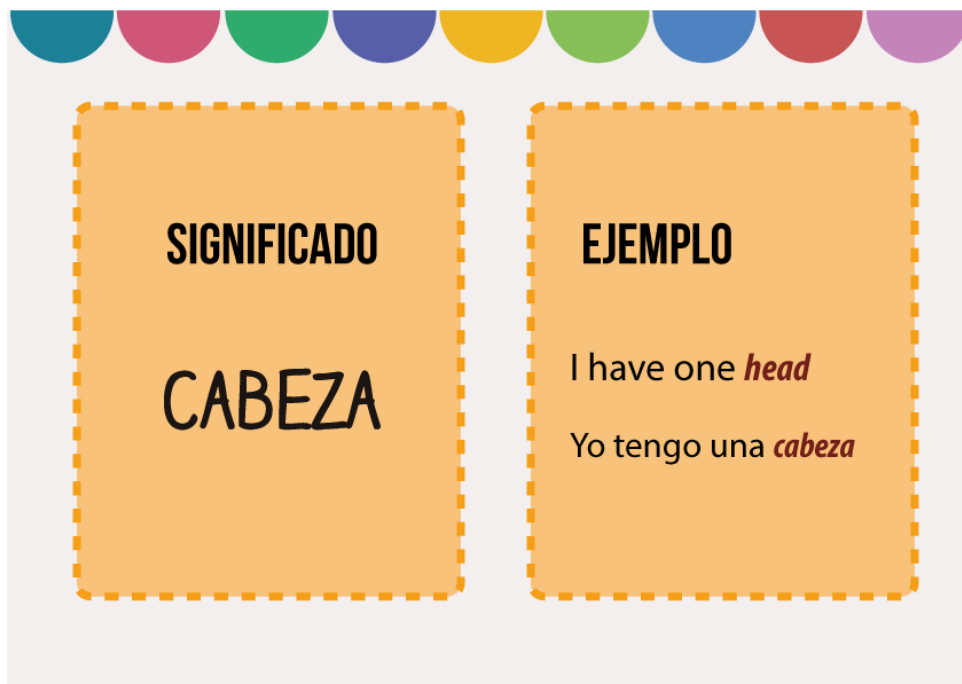 SIGNIFICADO
CABEZA
EJEMPLO
I have one head
Yo tengo una cabeza